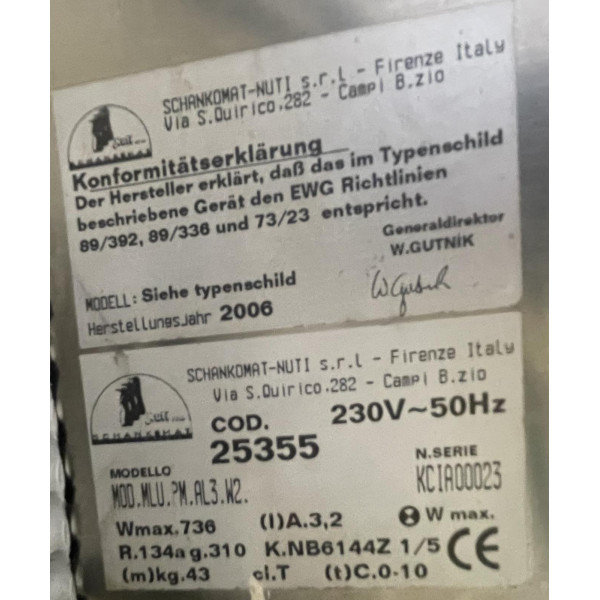 SCHANKOMAT-NUTI s.r.l - Firenze Italy
Via S.Quirico.282 - Campi B.zio
SCHANKOMAT
Konformitätserklärung
Der Hersteller erklärt, daß das im Typenschild
beschriebene Gerät den EWG Richtlinien
89/392, 89/336 und 73/23 entspricht.
Generaldirektor
W.GUTNIK
W Gutnik
MODELL: Siehe typenschild
Herstellungsjahr 2006
SCHANKOMAT-NUTI s.r.l - Firenze Italy
Via S.Quirico.282 - Campi B.zio
SCHANKOMAT
COD. 230V~50Hz
25355
MODELLO N.SERIE
MOD.MLU.PM.AL3.W2. KCIA00023
Wmax.736 (I)A.3,2 W max.
R.134a g.310 K.NB6144Z 1/5 CE
(m)kg.43 cl.T (t)C.0-10